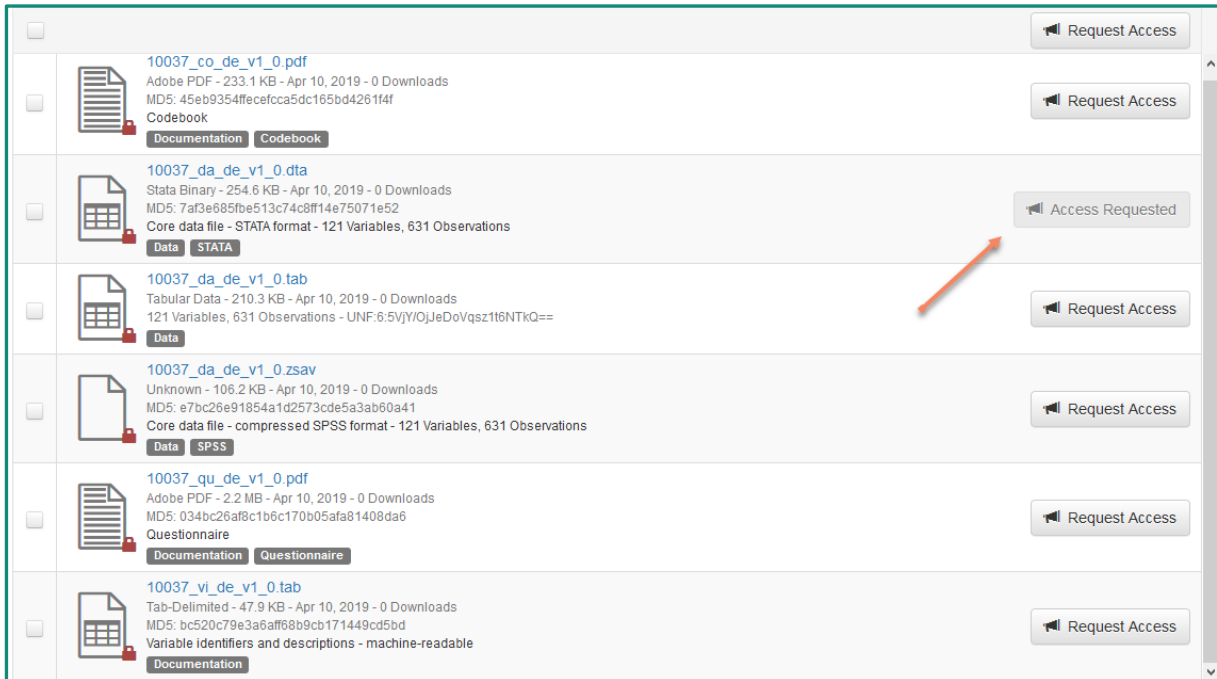 Request Access
10037_co_de_v1_0.pdf
Adobe PDF - 233.1 KB - Apr 10, 2019 - 0 Downloads
MD5: 45eb9354ffecefcca5dc165bd4261f4f
Codebook
Documentation Codebook
Request Access
10037_da_de_v1_0.dta
Stata Binary - 254.6 KB - Apr 10, 2019 - 0 Downloads
MD5: 7af3e685fbe513c74c8ff14e75071e52
Core data file - STATA format - 121 Variables, 631 Observations
Data STATA
Access Requested
10037_da_de_v1_0.tab
Tabular Data - 210.3 KB - Apr 10, 2019 - 0 Downloads
121 Variables, 631 Observations - UNF:6:5VjY/OjJeDoVqsz1t6NTkQ==
Data
Request Access
10037_da_de_v1_0.zsav
Unknown - 106.2 KB - Apr 10, 2019 - 0 Downloads
MD5: e7bc26e91854a1d2573cde5a3ab60a41
Core data file - compressed SPSS format - 121 Variables, 631 Observations
Data SPSS
Request Access
10037_qu_de_v1_0.pdf
Adobe PDF - 2.2 MB - Apr 10, 2019 - 0 Downloads
MD5: 034bc26af8c1b6c170b05afa81408da6
Questionnaire
Documentation Questionnaire
Request Access
10037_vi_de_v1_0.tab
Tab-Delimited - 47.9 KB - Apr 10, 2019 - 0 Downloads
MD5: bc520c79e3a6aff68b9cb171449cd5bd
Variable identifiers and descriptions - machine-readable
Documentation
Request Access